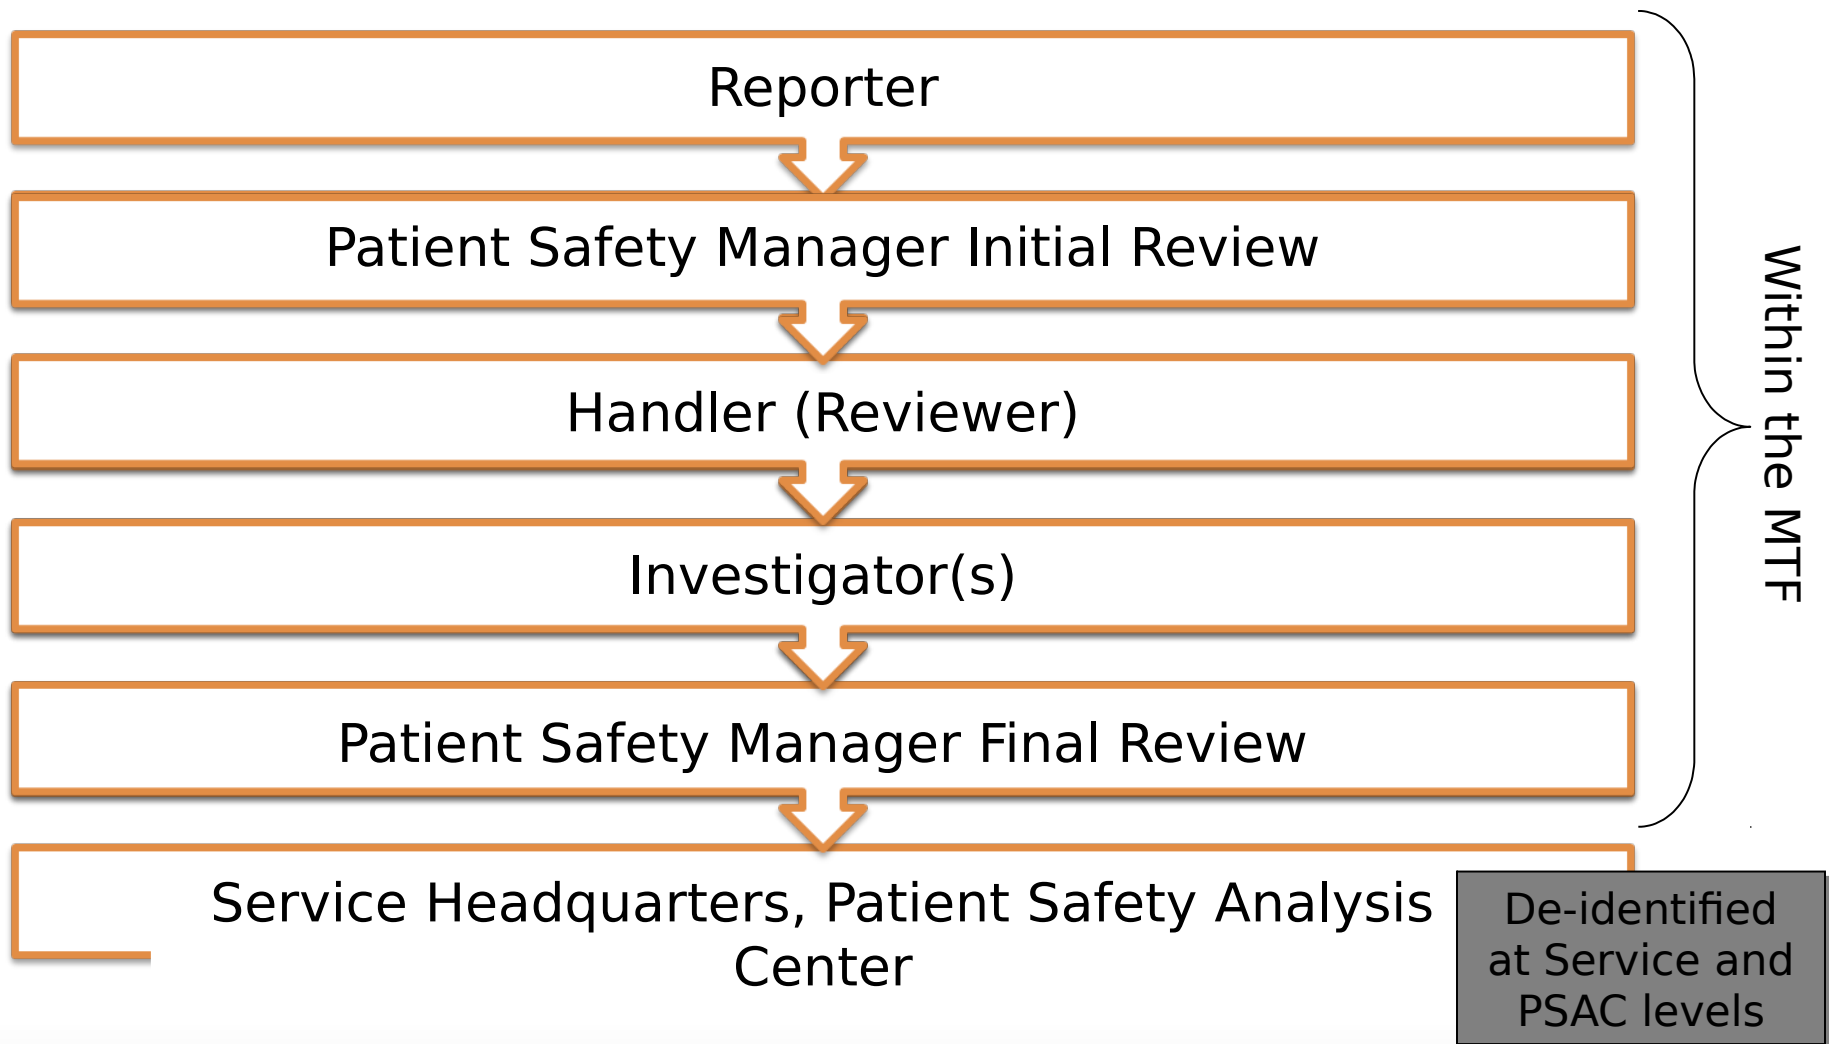 Reporter
Patient Safety Manager Initial Review
Handler (Reviewer)
Investigator(s)
Patient Safety Manager Final Review
Service Headquarters, Patient Safety Analysis
Center
Within the MTF
De-identified
at Service and
PSAC levels